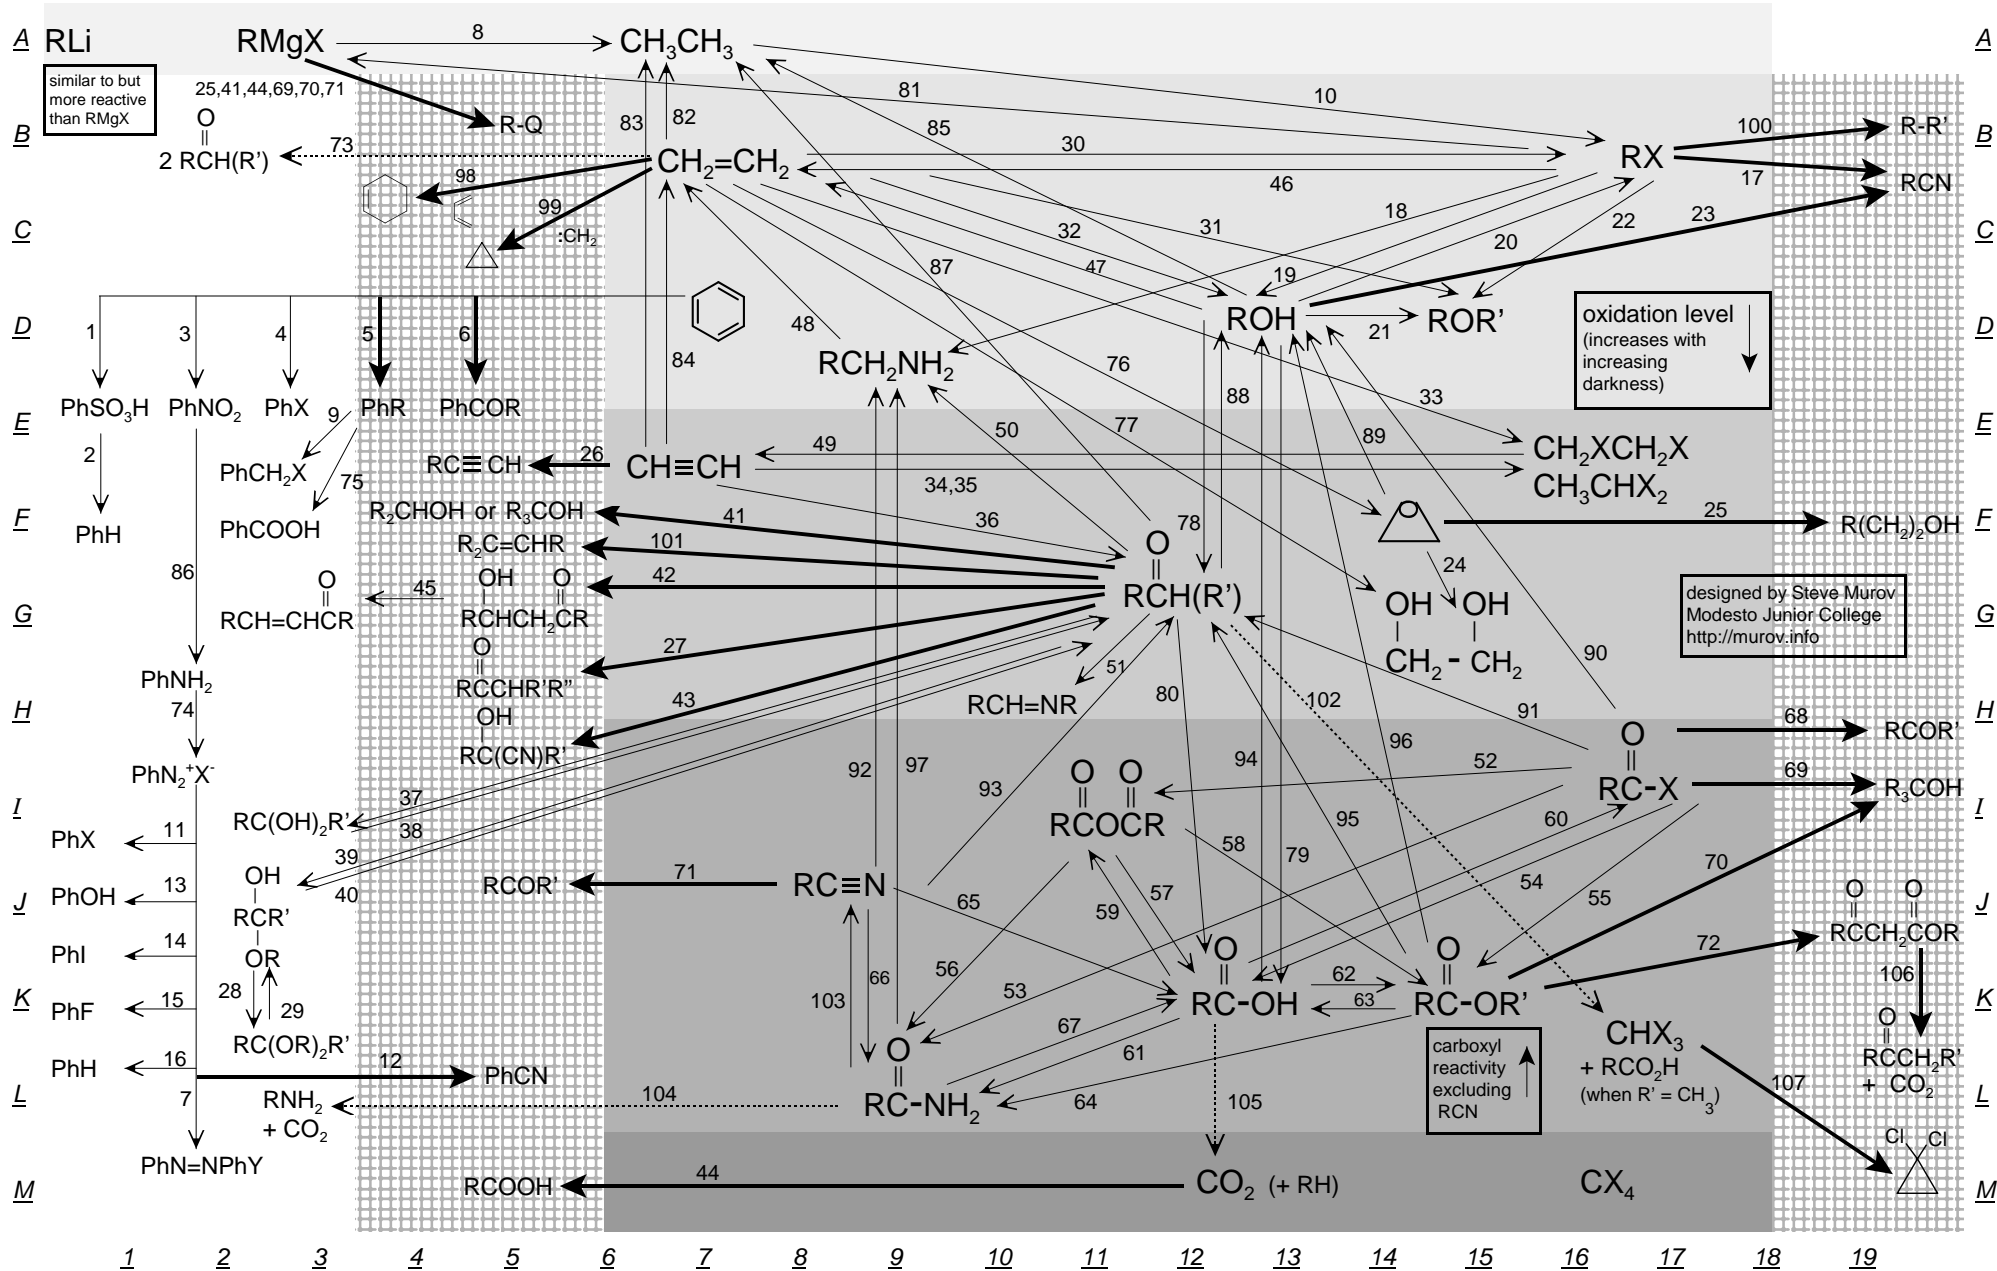 A RLi RMgX 8 CH3CH3 A
similar to but
more reactive
than RMgX
25,41,44,69,70,71
81 10
B R-Q 83 82 85 30 100 R-R' B
O
2 RCH(R') 73 CH2=CH2 RX
98 46 17 RCN
99 18 31 22 23
C :CH2 32 20 C
87 47 19
D 1 3 4 5 6 48 ROH 21 ROR' D
oxidation level
(increases with
increasing
darkness)
84 RCH2NH2 76
88 33
PhSO3H PhNO2 PhX PhR PhCOR
E 9 77 89 E
2 50 49 CH2XCH2X
PhCH2X RC≡CH 26 CH≡CH
75 34,35 CH3CHX2
R2CHOH or R3COH 41 36 78 25
F PhH PhCOOH R(CH2)2OH F
R2C=CHR 101 O
86 OH O 42 24
O 45 RCH(R') OH OH
G RCH=CHCR RCHCH2CR G
designed by Steve Murov
Modesto Junior College
http://murov.info
O 27 51 90
CH2-CH2
PhNH2 RCCHR'R” 80
H 74 OH 43 RCH=NR 102 91 68 H
O RCOR'
PhN2+X- RC(CN)R' 92 97 93 94 96 52 69
O O RC-X R3COH
I 37 I
RC(OH)2R' 38 RCOCR 95 60
PhX 11 58
39 79
OH 40 RCOR' 71 RC≡N 57 54 70
J PhOH 13 65 59 55 O O J
RCR'
PhI 14 O O RCCH2COR
OR 66 56 72
28 29 103 53 62 106
K PhF 15 RC-OH 63 RC-OR' K
O 67 CHX3 O
RC(OR)2R' 61
carboxyl
reactivity
excluding
RCN
+ RCO2H
(when R' = CH3)
RCCH2R'
+ CO2
PhH 16 12 PhCN
L 7 RNH2 104 RC-NH2 64 105 107 L
+ CO2
PhN=NPhY Cl Cl
M RCOOH 44 CO2 (+ RH) CX4 M
1 2 3 4 5 6 7 8 9 10 11 12 13 14 15 16 17 18 19